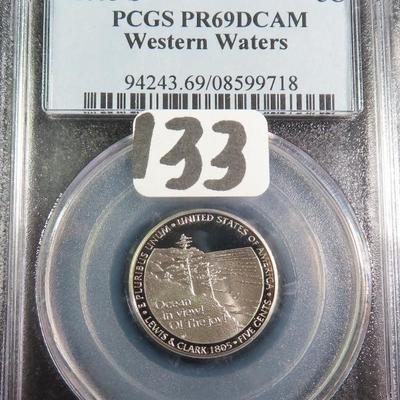 PCGS PR69DCAM
Western Waters
94243.69/08599718
133
E PLURIBUS UNUM • UNITED STATES OF AMERICA
Ocean
in view!
O! The joy!
LEWIS & CLARK 1805 • FIVE CENTS